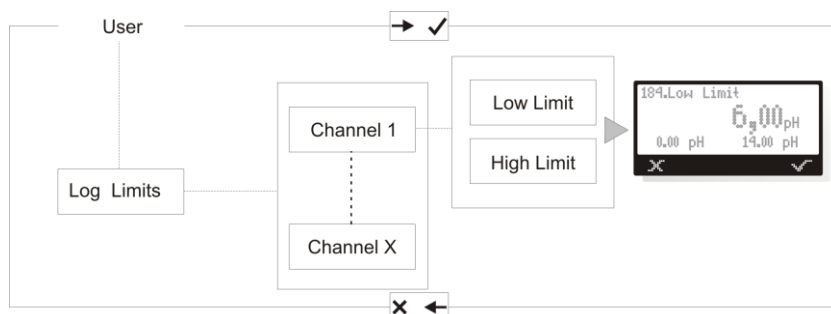 User
Log Limits
Channel 1
Channel X
Low Limit
High Limit
184.Low Limit
6,00pH
0.00 pH 14.00 pH